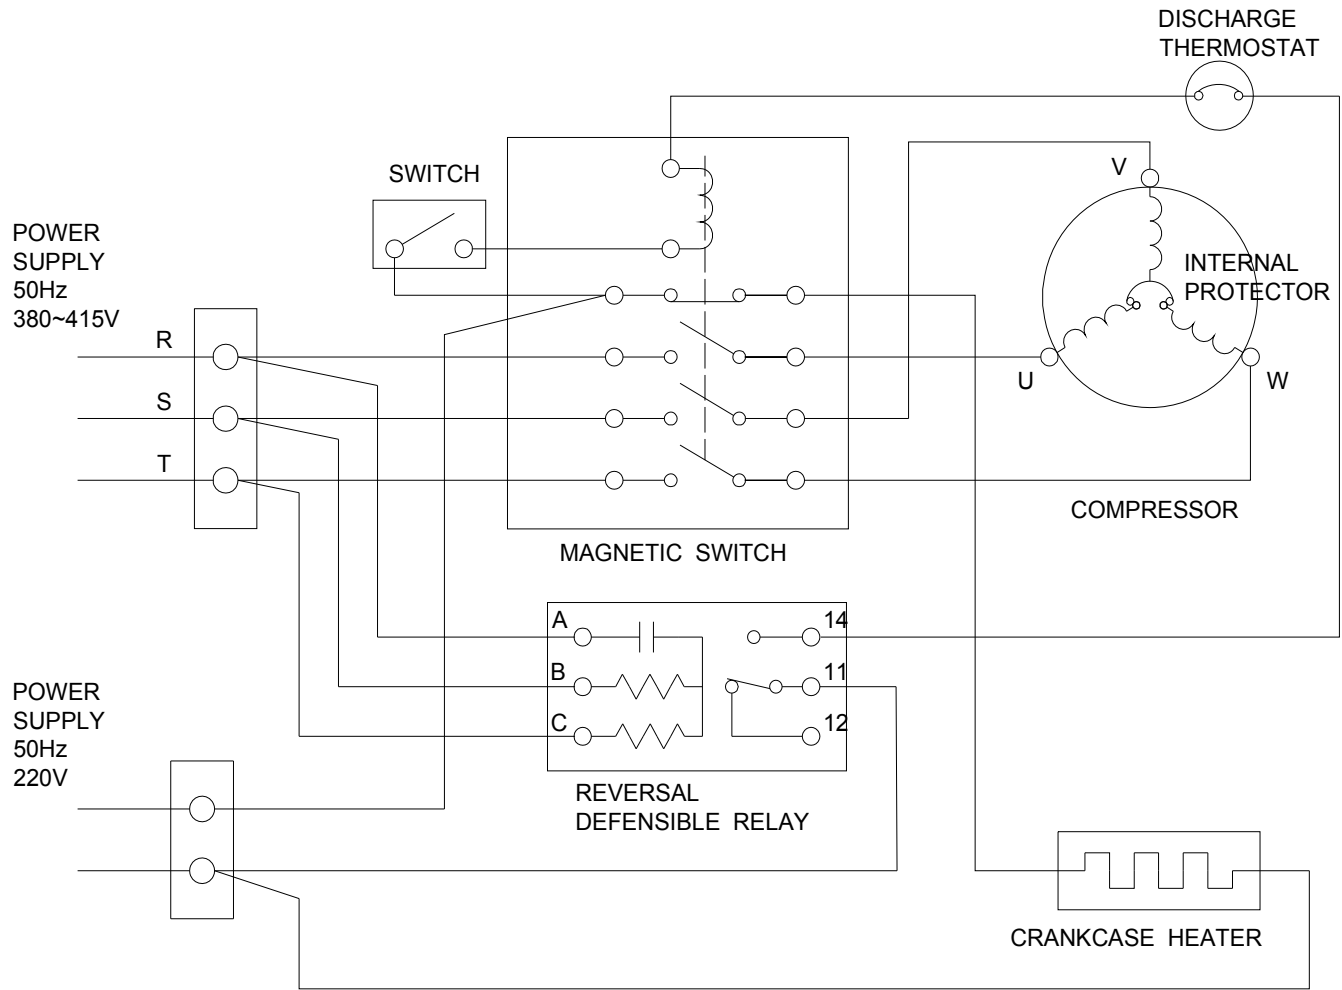 DISCHARGE
THERMOSTAT
SWITCH
V
POWER
SUPPLY
50Hz
380~415V
INTERNAL
PROTECTOR
R
S
T
U
W
COMPRESSOR
MAGNETIC SWITCH
A
14
B
11
C
12
POWER
SUPPLY
50Hz
220V
REVERSAL
DEFENSIBLE RELAY
CRANKCASE HEATER